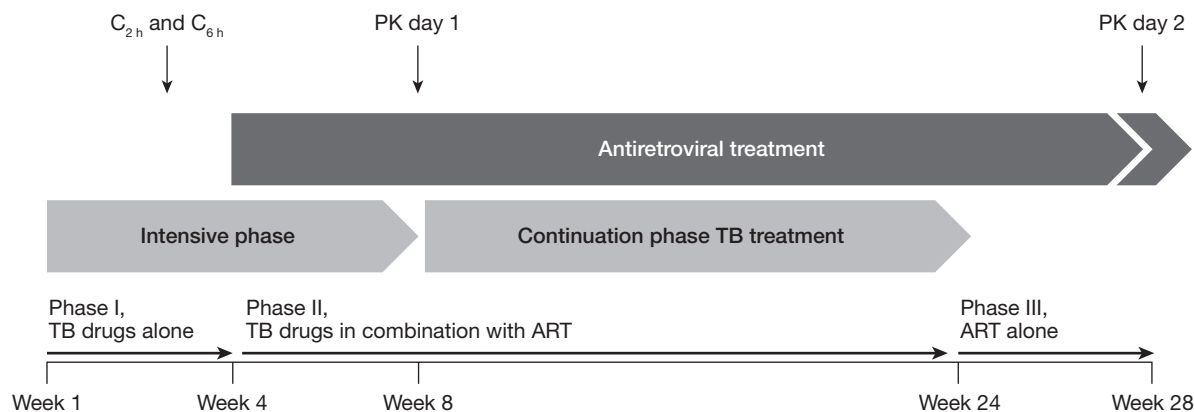 C2 h and C6 h
PK day 1
PK day 2
Antiretroviral treatment
Intensive phase
Continuation phase TB treatment
Phase I,
TB drugs alone
Phase II,
TB drugs in combination with ART
Phase III,
ART alone
Week 1
Week 4
Week 8
Week 24
Week 28